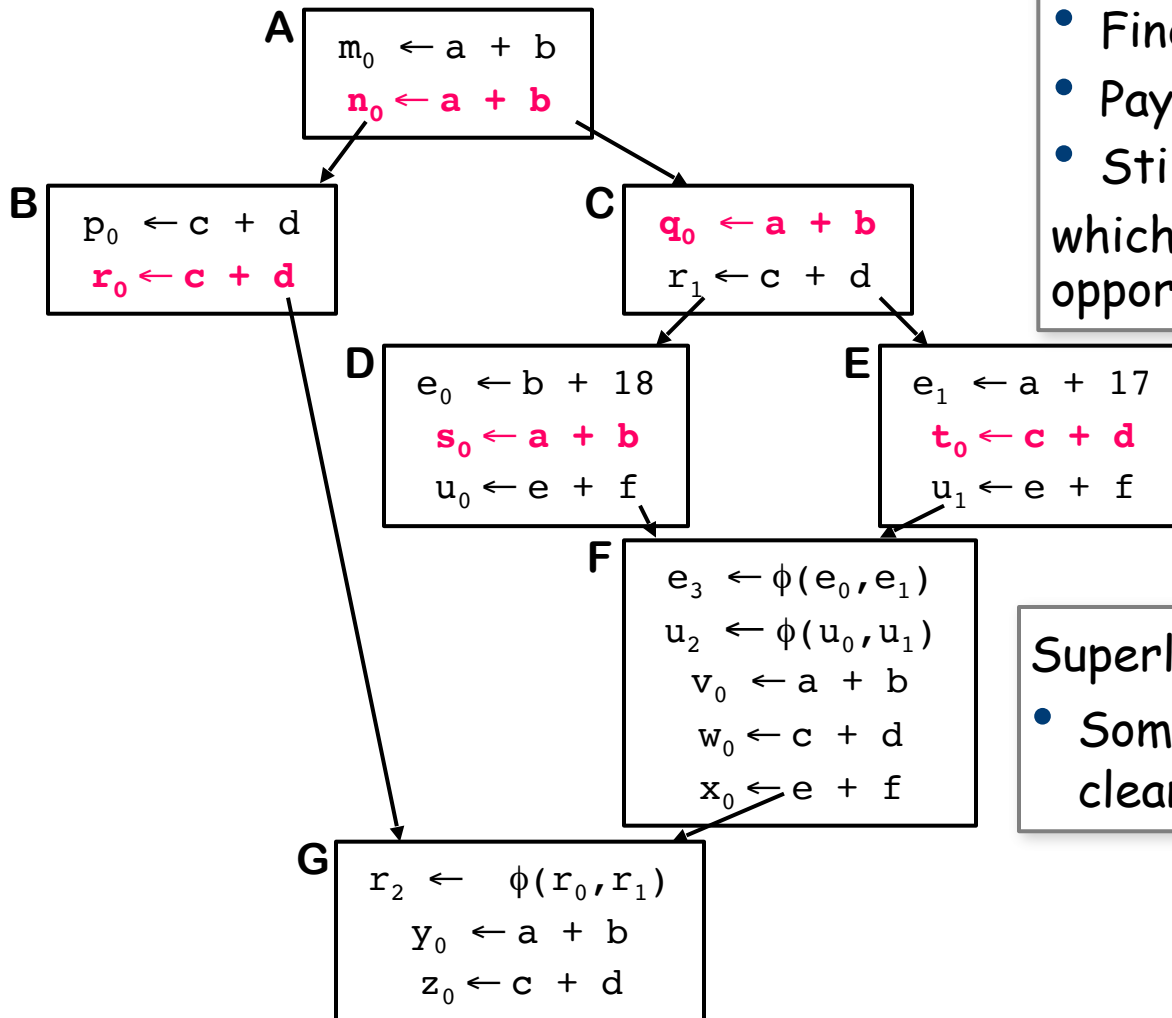 A
m₀ ← a + b
n₀ ← a + b
B
p₀ ← c + d
r₀ ← c + d
C
q₀ ← a + b
r₁ ← c + d
D
e₀ ← b + 18
s₀ ← a + b
u₀ ← e + f
E
e₁ ← a + 17
t₀ ← c + d
u₁ ← e + f
F
e₃ ← ϕ(e₀,e₁)
u₂ ← ϕ(u₀,u₁)
v₀ ← a + b
w₀ ← c + d
x₀ ← e + f
G
r₂ ← ϕ(r₀,r₁)
y₀ ← a + b
z₀ ← c + d
• Pay
which